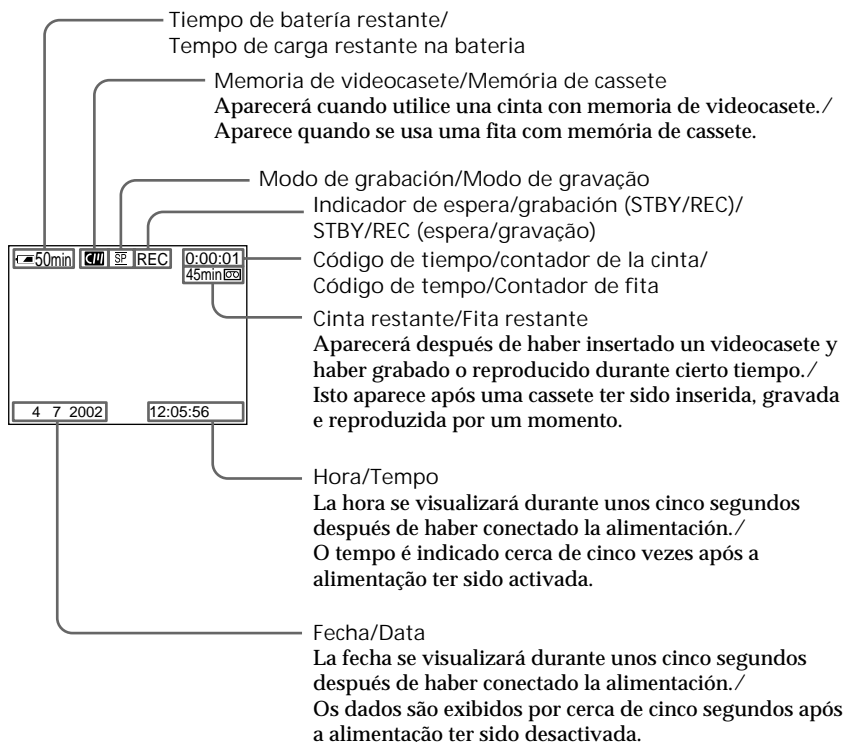 Tiempo de batería restante/
Tempo de carga restante na bateria
Memoria de videocasete/Memória de cassete
Aparecerá cuando utilice una cinta con memoria de videocasete./
Aparece quando se usa uma fita com memória de cassete.
Modo de grabación/Modo de gravação
Indicador de espera/grabación (STBY/REC)/
STBY/REC (espera/gravação)
50min SP REC 0:00:01
45min
Código de tiempo/contador de la cinta/
Código de tempo/Contador de fita
Cinta restante/Fita restante
Aparecerá después de haber insertado un videocasete y
haber grabado o reproducido durante cierto tiempo./
Isto aparece após uma cassete ter sido inserida, gravada
e reproduzida por um momento.
4 7 2002 12:05:56
Hora/Tempo
La hora se visualizará durante unos cinco segundos
después de haber conectado la alimentación./
O tempo é indicado cerca de cinco vezes após a
alimentação ter sido activada.
Fecha/Data
La fecha se visualizará durante unos cinco segundos
después de haber conectado la alimentación./
Os dados são exibidos por cerca de cinco segundos após
a alimentação ter sido desactivada.